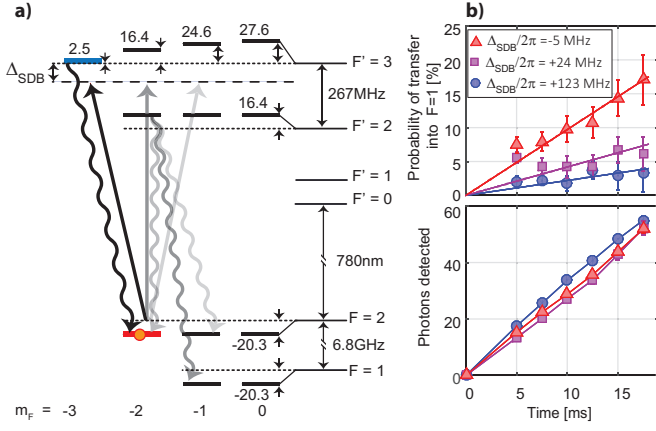 a)
2.5
16.4
24.6
27.6
F' = 3
Δ_SDB
267MHz
16.4
F' = 2
F' = 1
F' = 0
780nm
F = 2
-20.3
6.8GHz
F = 1
-20.3
m_F = -3 -2 -1 0
b)
Probability of transfer
into F=1 [%]
20
15
10
5
0
Δ_SDB/2π = -5 MHz
Δ_SDB/2π = +24 MHz
Δ_SDB/2π = +123 MHz
Photons detected
60
40
20
0
0 5 10 15
Time [ms]